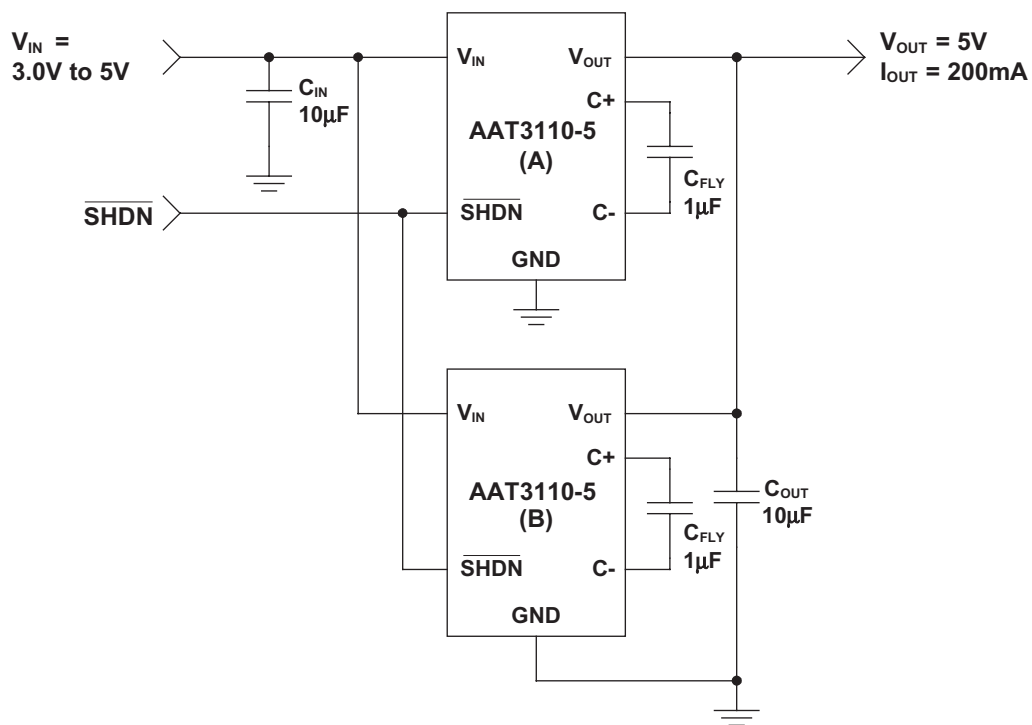 V_IN =
3.0V to 5V
C_IN
10μF
SHDN
V_IN
V_OUT
C+
AAT3110-5
(A)
SHDN
C-
GND
C_FLY
1μF
V_OUT = 5V
I_OUT = 200mA
V_IN
V_OUT
C+
AAT3110-5
(B)
SHDN
C-
GND
C_FLY
1μF
C_OUT
10μF